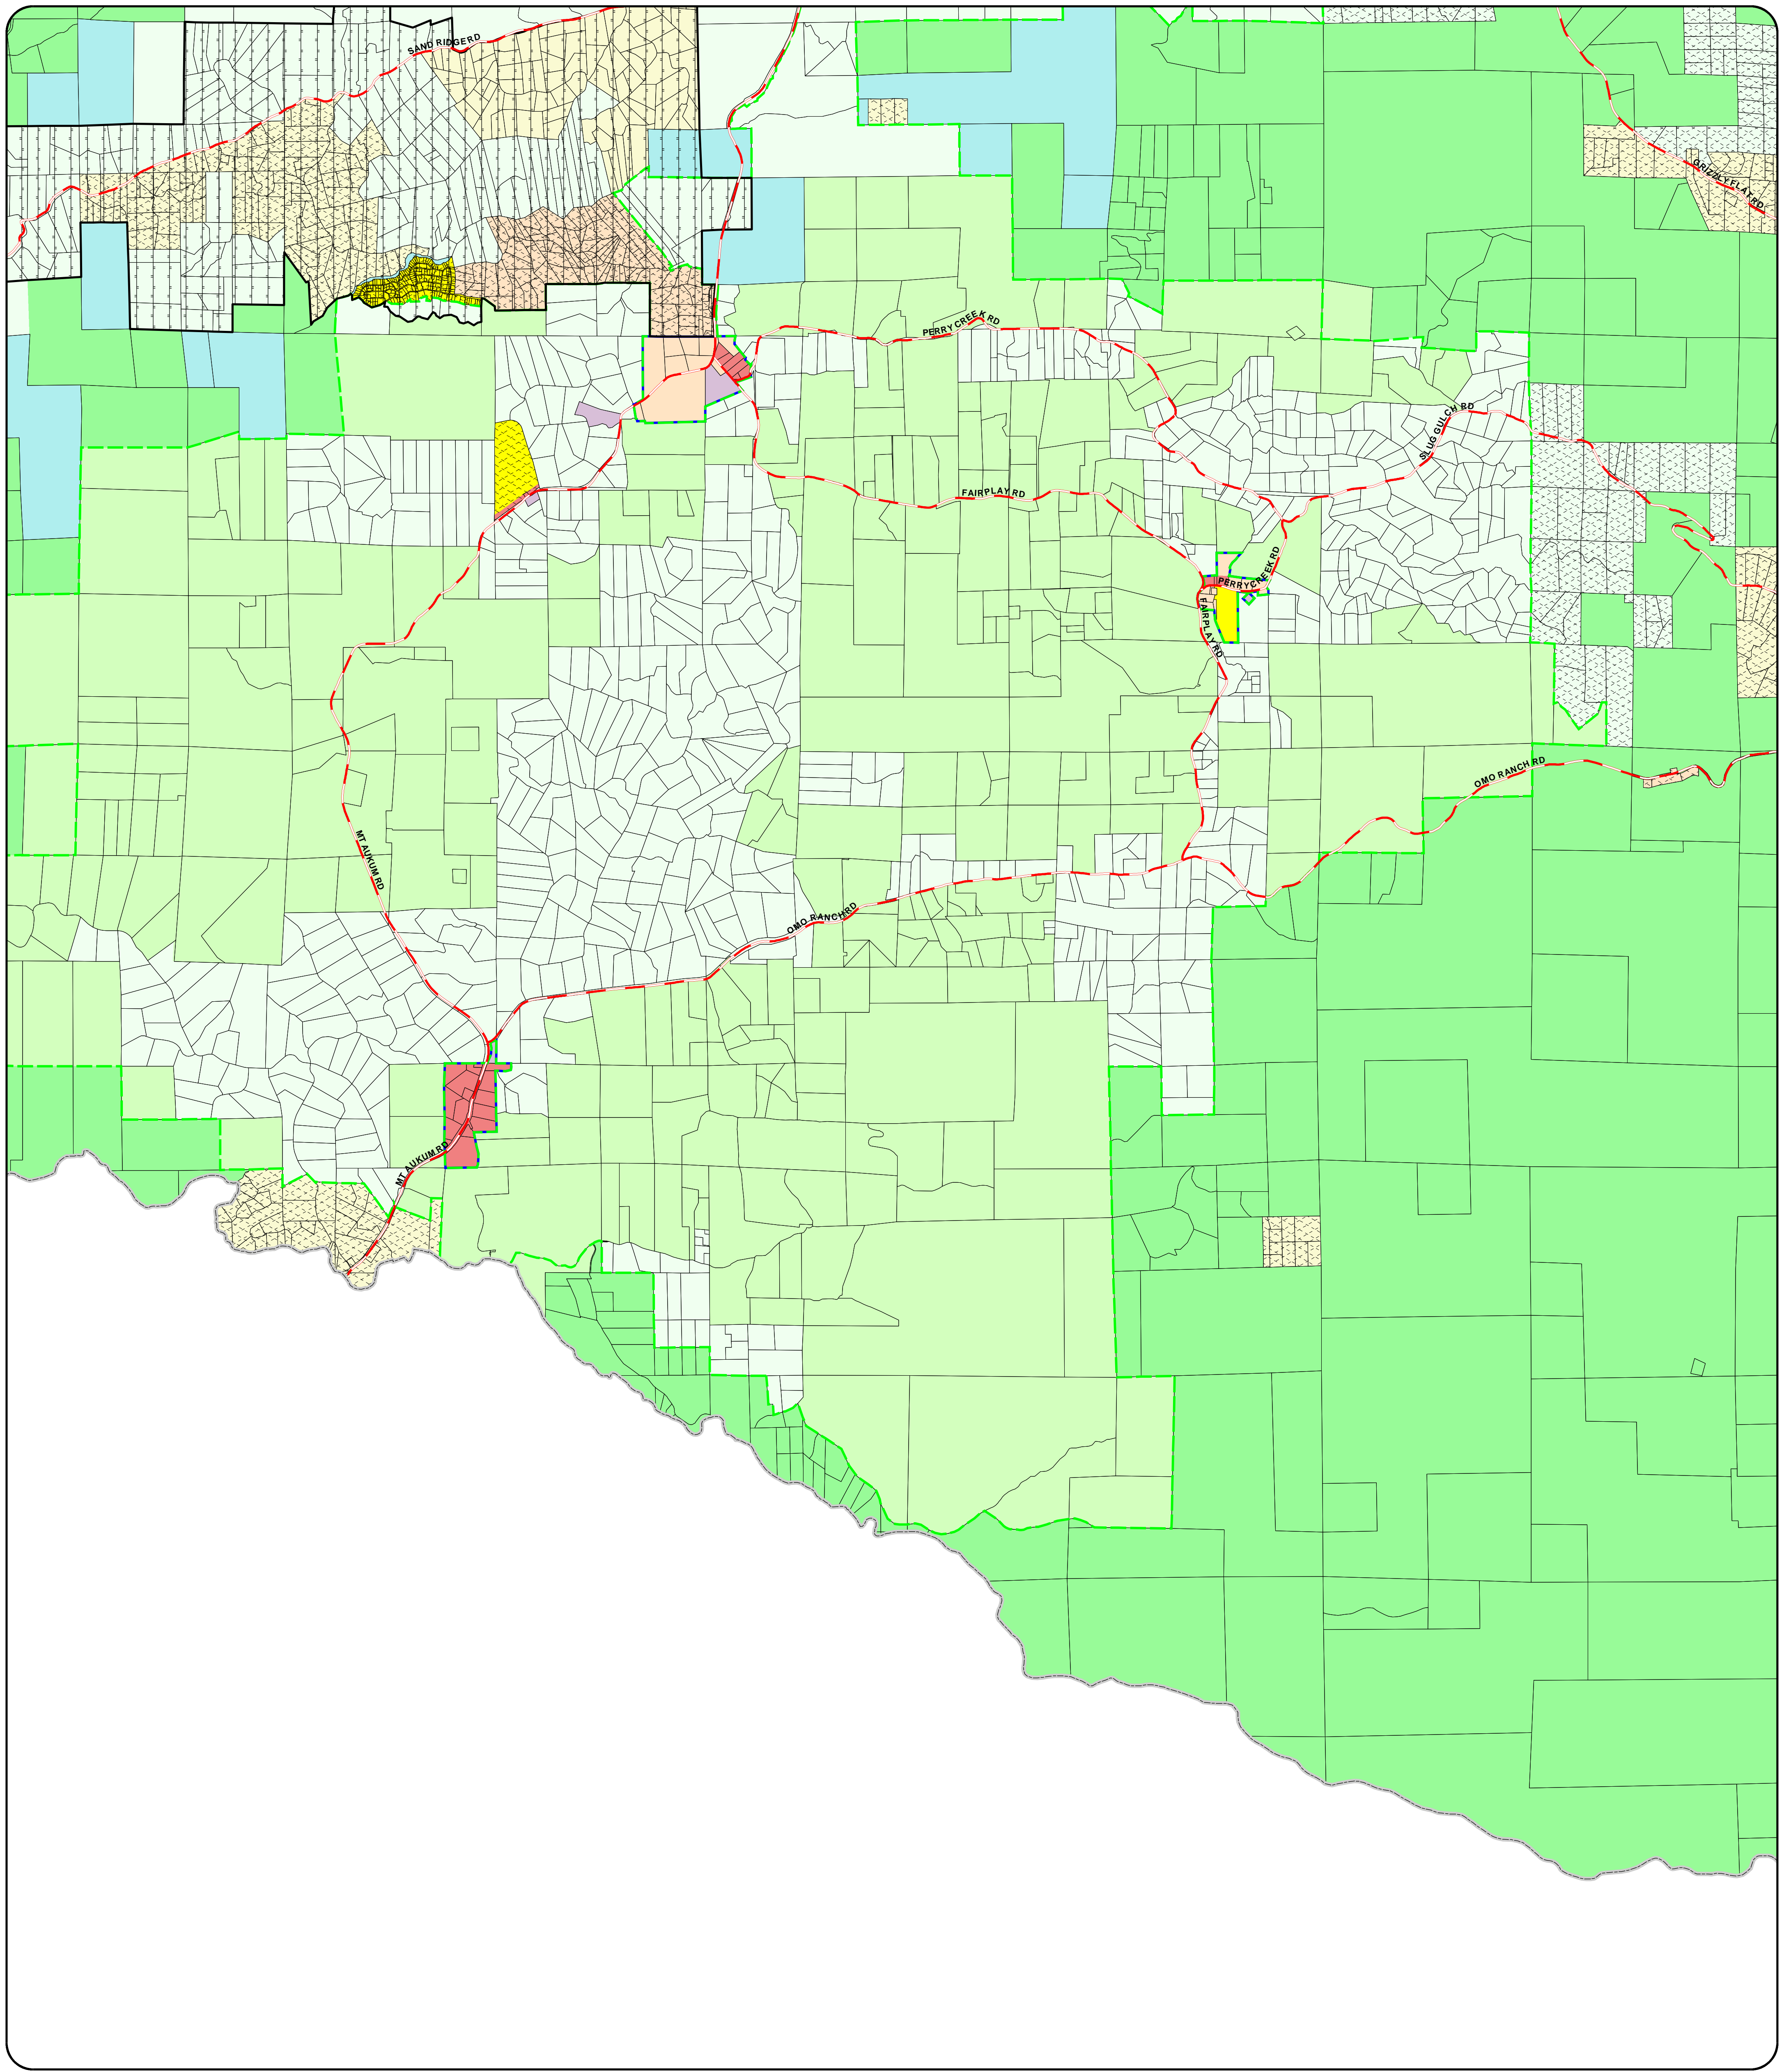 SAND RIDGE RD
GRIZZLY FLAT RD
PERRY CREEK RD
SLUG GULCH RD
FAIRPLAY RD
PERRY CREEK RD
FAIRPLAY RD
OMO RANCH RD
MT AUKUM RD
OMO RANCH RD
MT AUKUM RD